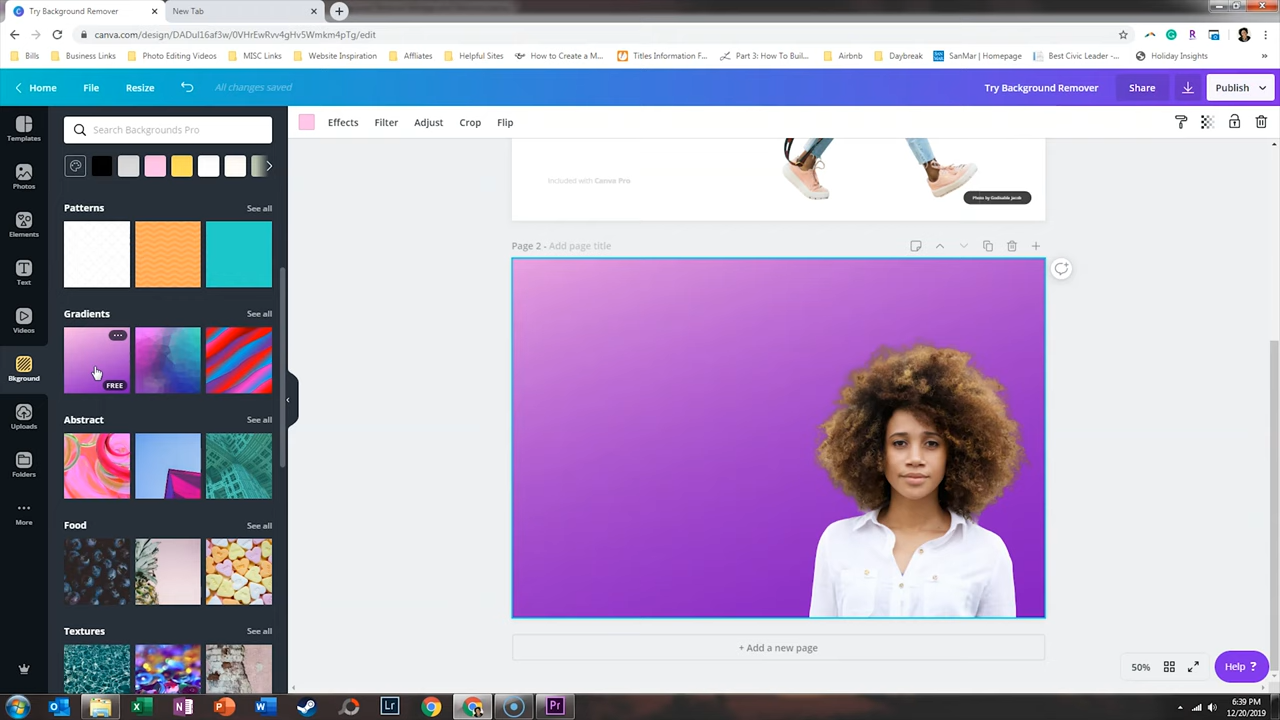 Try Background Remover
New Tab
canva.com/design/DADul16af3w/0VHrEwRvv4gHv5Wmkm4pTg/edit
Bills
Business Links
Photo Editing Videos
MISC Links
Website Inspiration
Affliates
Helpful Sites
How to Create a M...
Titles Information F...
Part 3: How To Buil...
Airbnb
Daybreak
SanMar | Homepage
Best Civic Leader -...
Holiday Insights
Home
File
Resize
All changes saved
Try Background Remover
Share
Publish
Templates
Photos
Elements
Text
Videos
Bkground
Uploads
Folders
More
Search Backgrounds Pro
Patterns
See all
Gradients
See all
FREE
Abstract
See all
Food
See all
Textures
See all
Effects
Filter
Adjust
Crop
Flip
Included with Canva Pro
Page 2 - Add page title
+ Add a new page
50%
Help ?
6:39 PM
12/20/2019